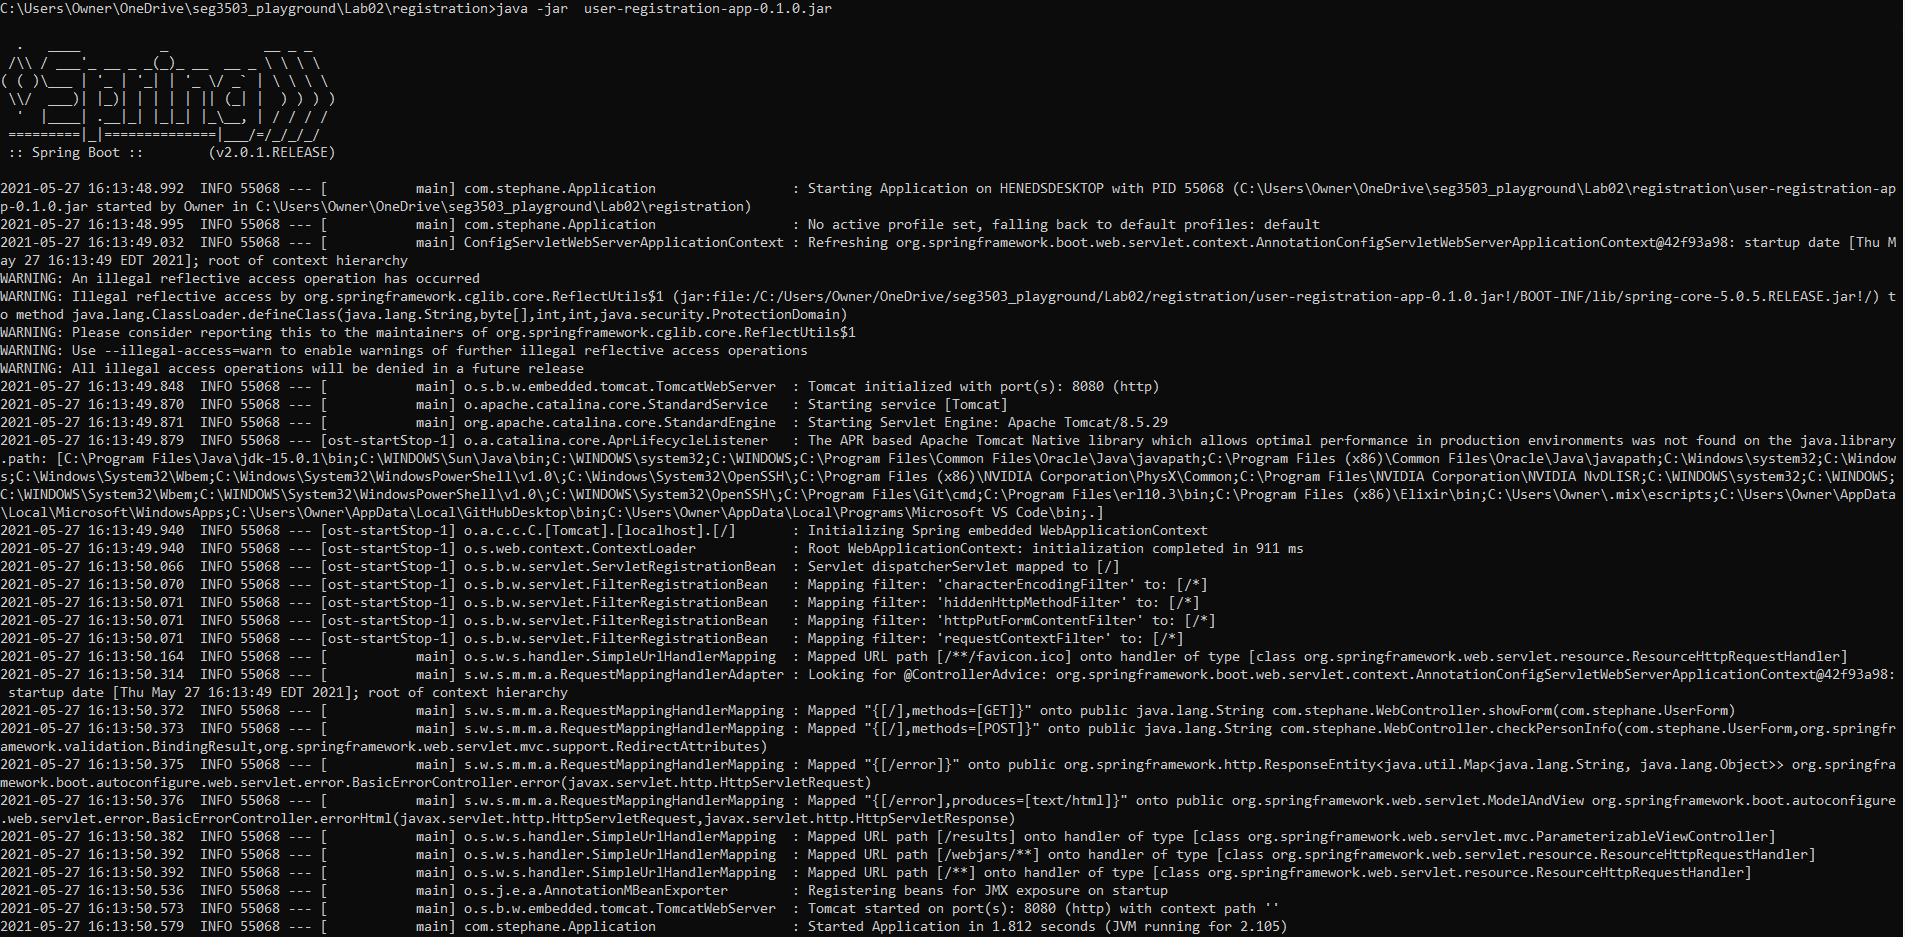 C:\Users\Owner\OneDrive\seg3503_playground\Lab02\registration>java -jar  user-registration-app-0.1.0.jar

  .   ____          _            __ _ _
 /\\ / ___'_ __ _ _(_)_ __  __ _ \ \ \ \
( ( )\___ | '_ | '_| | '_ \/ _` | \ \ \ \
 \\/  ___)| |_)| | | | | || (_| |  ) ) ) )
  '  |____| .__|_| |_|_| |_\__, | / / / /
 =========|_|==============|___/=/_/_/_/
 :: Spring Boot ::        (v2.0.1.RELEASE)

2021-05-27 16:13:48.992  INFO 55068 --- [           main] com.stephane.Application                 : Starting Application on HENEDSDESKTOP with PID 55068 (C:\Users\Owner\OneDrive\seg3503_playground\Lab02\registration\user-registration-ap
p-0.1.0.jar started by Owner in C:\Users\Owner\OneDrive\seg3503_playground\Lab02\registration)
2021-05-27 16:13:48.995  INFO 55068 --- [           main] com.stephane.Application                 : No active profile set, falling back to default profiles: default
2021-05-27 16:13:49.032  INFO 55068 --- [           main] ConfigServletWebServerApplicationContext : Refreshing org.springframework.boot.web.servlet.context.AnnotationConfigServletWebServerApplicationContext@42f93a98: startup date [Thu M
ay 27 16:13:49 EDT 2021]; root of context hierarchy
WARNING: An illegal reflective access operation has occurred
WARNING: Illegal reflective access by org.springframework.cglib.core.ReflectUtils$1 (jar:file:/C:/Users/Owner/OneDrive/seg3503_playground/Lab02/registration/user-registration-app-0.1.0.jar!/BOOT-INF/lib/spring-core-5.0.5.RELEASE.jar!/) t
o method java.lang.ClassLoader.defineClass(java.lang.String,byte[],int,int,java.security.ProtectionDomain)
WARNING: Please consider reporting this to the maintainers of org.springframework.cglib.core.ReflectUtils$1
WARNING: Use --illegal-access=warn to enable warnings of further illegal reflective access operations
WARNING: All illegal access operations will be denied in a future release
2021-05-27 16:13:49.848  INFO 55068 --- [           main] o.s.b.w.embedded.tomcat.TomcatWebServer  : Tomcat initialized with port(s): 8080 (http)
2021-05-27 16:13:49.870  INFO 55068 --- [           main] o.apache.catalina.core.StandardService   : Starting service [Tomcat]
2021-05-27 16:13:49.871  INFO 55068 --- [           main] org.apache.catalina.core.StandardEngine  : Starting Servlet Engine: Apache Tomcat/8.5.29
2021-05-27 16:13:49.879  INFO 55068 --- [ost-startStop-1] o.a.catalina.core.AprLifecycleListener   : The APR based Apache Tomcat Native library which allows optimal performance in production environments was not found on the java.library
.path: [C:\Program Files\Java\jdk-15.0.1\bin;C:\WINDOWS\Sun\Java\bin;C:\WINDOWS\system32;C:\WINDOWS;C:\Program Files\Common Files\Oracle\Java\javapath;C:\Program Files (x86)\Common Files\Oracle\Java\javapath;C:\Windows\system32;C:\Window
s;C:\Windows\System32\Wbem;C:\Windows\System32\WindowsPowerShell\v1.0\;C:\Windows\System32\OpenSSH\;C:\Program Files (x86)\NVIDIA Corporation\PhysX\Common;C:\Program Files\NVIDIA Corporation\NVIDIA NvDLISR;C:\WINDOWS\system32;C:\WINDOWS;
C:\WINDOWS\System32\Wbem;C:\WINDOWS\System32\WindowsPowerShell\v1.0\;C:\WINDOWS\System32\OpenSSH\;C:\Program Files\Git\cmd;C:\Program Files\erl10.3\bin;C:\Program Files (x86)\Elixir\bin;C:\Users\Owner\.mix\escripts;C:\Users\Owner\AppData
\Local\Microsoft\WindowsApps;C:\Users\Owner\AppData\Local\GitHubDesktop\bin;C:\Users\Owner\AppData\Local\Programs\Microsoft VS Code\bin;.]
2021-05-27 16:13:49.940  INFO 55068 --- [ost-startStop-1] o.a.c.c.C.[Tomcat].[localhost].[/]       : Initializing Spring embedded WebApplicationContext
2021-05-27 16:13:49.940  INFO 55068 --- [ost-startStop-1] o.s.web.context.ContextLoader            : Root WebApplicationContext: initialization completed in 911 ms
2021-05-27 16:13:50.066  INFO 55068 --- [ost-startStop-1] o.s.b.w.servlet.ServletRegistrationBean  : Servlet dispatcherServlet mapped to [/]
2021-05-27 16:13:50.070  INFO 55068 --- [ost-startStop-1] o.s.b.w.servlet.FilterRegistrationBean   : Mapping filter: 'characterEncodingFilter' to: [/*]
2021-05-27 16:13:50.071  INFO 55068 --- [ost-startStop-1] o.s.b.w.servlet.FilterRegistrationBean   : Mapping filter: 'hiddenHttpMethodFilter' to: [/*]
2021-05-27 16:13:50.071  INFO 55068 --- [ost-startStop-1] o.s.b.w.servlet.FilterRegistrationBean   : Mapping filter: 'httpPutFormContentFilter' to: [/*]
2021-05-27 16:13:50.071  INFO 55068 --- [ost-startStop-1] o.s.b.w.servlet.FilterRegistrationBean   : Mapping filter: 'requestContextFilter' to: [/*]
2021-05-27 16:13:50.164  INFO 55068 --- [           main] o.s.w.s.handler.SimpleUrlHandlerMapping  : Mapped URL path [/**/favicon.ico] onto handler of type [class org.springframework.web.servlet.resource.ResourceHttpRequestHandler]
2021-05-27 16:13:50.314  INFO 55068 --- [           main] s.w.s.m.m.a.RequestMappingHandlerAdapter : Looking for @ControllerAdvice: org.springframework.boot.web.servlet.context.AnnotationConfigServletWebServerApplicationContext@42f93a98:
 startup date [Thu May 27 16:13:49 EDT 2021]; root of context hierarchy
2021-05-27 16:13:50.372  INFO 55068 --- [           main] s.w.s.m.m.a.RequestMappingHandlerMapping : Mapped "{[/],methods=[GET]}" onto public java.lang.String com.stephane.WebController.showForm(com.stephane.UserForm)
2021-05-27 16:13:50.373  INFO 55068 --- [           main] s.w.s.m.m.a.RequestMappingHandlerMapping : Mapped "{[/],methods=[POST]}" onto public java.lang.String com.stephane.WebController.checkPersonInfo(com.stephane.UserForm,org.springfr
amework.validation.BindingResult,org.springframework.web.servlet.mvc.support.RedirectAttributes)
2021-05-27 16:13:50.375  INFO 55068 --- [           main] s.w.s.m.m.a.RequestMappingHandlerMapping : Mapped "{[/error]}" onto public org.springframework.http.ResponseEntity<java.util.Map<java.lang.String, java.lang.Object>> org.springfra
mework.boot.autoconfigure.web.servlet.error.BasicErrorController.error(javax.servlet.http.HttpServletRequest)
2021-05-27 16:13:50.376  INFO 55068 --- [           main] s.w.s.m.m.a.RequestMappingHandlerMapping : Mapped "{[/error],produces=[text/html]}" onto public org.springframework.web.servlet.ModelAndView org.springframework.boot.autoconfigure
.web.servlet.error.BasicErrorController.errorHtml(javax.servlet.http.HttpServletRequest,javax.servlet.http.HttpServletResponse)
2021-05-27 16:13:50.382  INFO 55068 --- [           main] o.s.w.s.handler.SimpleUrlHandlerMapping  : Mapped URL path [/results] onto handler of type [class org.springframework.web.servlet.mvc.ParameterizableViewController]
2021-05-27 16:13:50.392  INFO 55068 --- [           main] o.s.w.s.handler.SimpleUrlHandlerMapping  : Mapped URL path [/webjars/**] onto handler of type [class org.springframework.web.servlet.resource.ResourceHttpRequestHandler]
2021-05-27 16:13:50.392  INFO 55068 --- [           main] o.s.w.s.handler.SimpleUrlHandlerMapping  : Mapped URL path [/**] onto handler of type [class org.springframework.web.servlet.resource.ResourceHttpRequestHandler]
2021-05-27 16:13:50.536  INFO 55068 --- [           main] o.s.j.e.a.AnnotationMBeanExporter        : Registering beans for JMX exposure on startup
2021-05-27 16:13:50.573  INFO 55068 --- [           main] o.s.b.w.embedded.tomcat.TomcatWebServer  : Tomcat started on port(s): 8080 (http) with context path ''
2021-05-27 16:13:50.579  INFO 55068 --- [           main] com.stephane.Application                 : Started Application in 1.812 seconds (JVM running for 2.105)